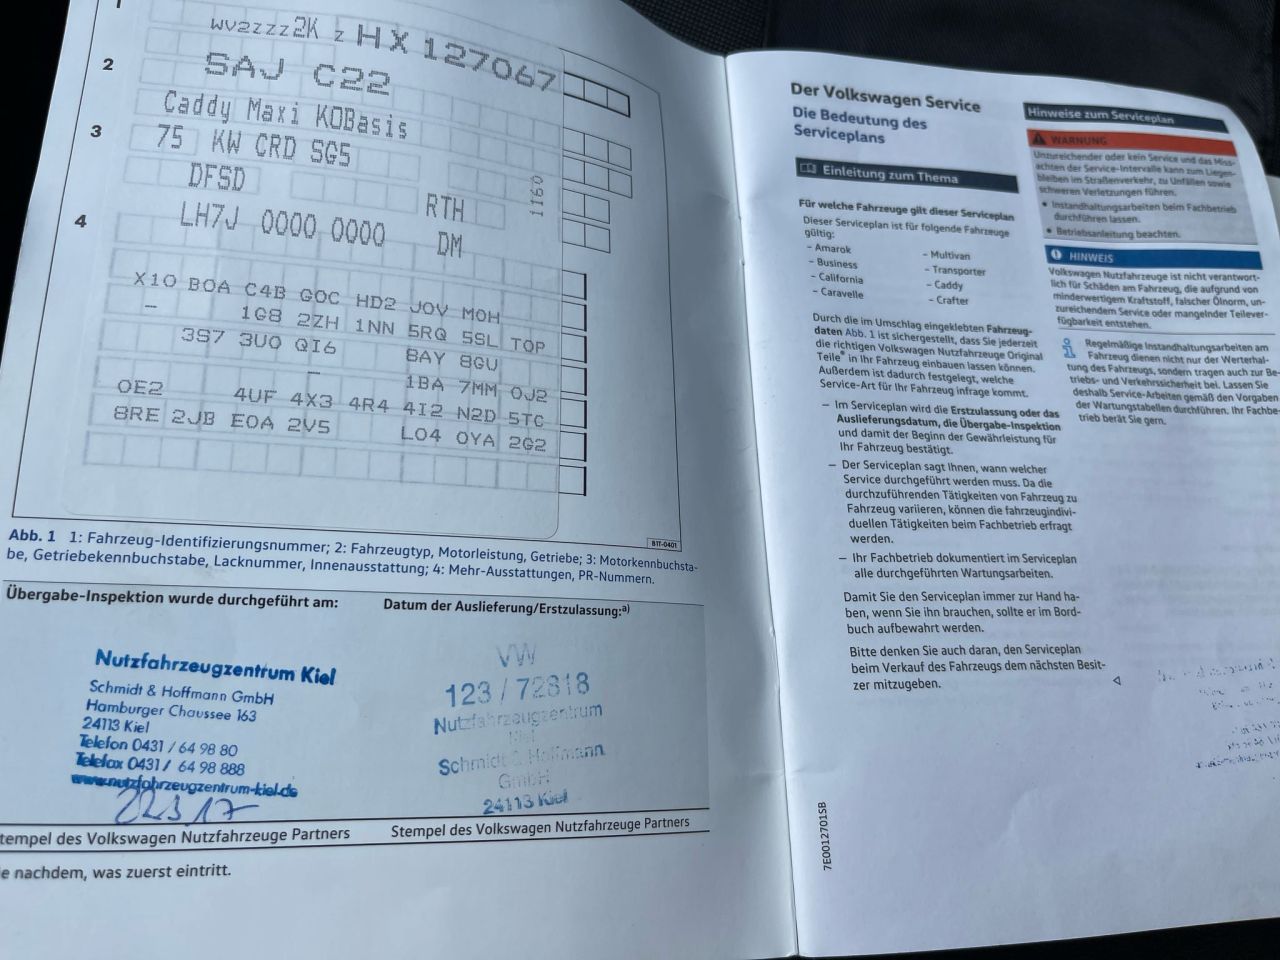 WV2ZZZ2K Z HX 127067
2
SAJ C22
Caddy Maxi KOBasis
3
75 KW CRD SG5
DFSD RTH
1160
4
LH7J 0000 0000 DM
X10 BOA C4B GOC HD2 JOV MOH
1G8 2ZH 1NN 5RQ 5SL TOP
3S7 3U0 QI6 8AY 8GU
1BA 7MM OJ2
OE2 4UF 4X3 4R4 4I2 N2D 5TC
8RE 2JB EOA 2V5 LO4 OYA 2G2
B1T-0401
Abb. 1 1: Fahrzeug-Identifizierungsnummer; 2: Fahrzeugtyp, Motorleistung, Getriebe; 3: Motorkennbuchsta-
be, Getriebekennbuchstabe, Lacknummer, Innenausstattung; 4: Mehr-Ausstattungen, PR-Nummern.
Übergabe-Inspektion wurde durchgeführt am:
Nutzfahrzeugzentrum Kiel
Schmidt & Hoffmann GmbH
Hamburger Chaussee 163
24113 Kiel
Telefon 0431 / 64 98 80
Telefax 0431 / 64 98 888
www.nutzfahrzeugzentrum-kiel.de
tempel des Volkswagen Nutzfahrzeuge Partners
Datum der Auslieferung/Erstzulassung:a)
VW
123 / 72818
Nutzfahrzeugzentrum
Kiel
Schmidt & Hoffmann
GmbH
24113 Kiel
Stempel des Volkswagen Nutzfahrzeuge Partners
e nachdem, was zuerst eintritt.
Der Volkswagen Service
Die Bedeutung des
Serviceplans
Einleitung zum Thema
Für welche Fahrzeuge gilt dieser Serviceplan
Dieser Serviceplan ist für folgende Fahrzeuge
gültig:
– Amarok
– Business
– California
– Caravelle
– Multivan
– Transporter
– Caddy
– Crafter
Durch die im Umschlag eingeklebten Fahrzeug-
daten Abb. 1 ist sichergestellt, dass Sie jederzeit
die richtigen Volkswagen Nutzfahrzeuge Original
Teile® in Ihr Fahrzeug einbauen lassen können.
Außerdem ist dadurch festgelegt, welche
Service-Art für Ihr Fahrzeug infrage kommt.
– Im Serviceplan wird die Erstzulassung oder das
Auslieferungsdatum, die Übergabe-Inspektion
und damit der Beginn der Gewährleistung für
Ihr Fahrzeug bestätigt.
– Der Serviceplan sagt Ihnen, wann welcher
Service durchgeführt werden muss. Da die
durchzuführenden Tätigkeiten von Fahrzeug zu
Fahrzeug variieren, können die fahrzeugindivi-
duellen Tätigkeiten beim Fachbetrieb erfragt
werden.
– Ihr Fachbetrieb dokumentiert im Serviceplan
alle durchgeführten Wartungsarbeiten.
Damit Sie den Serviceplan immer zur Hand ha-
ben, wenn Sie ihn brauchen, sollte er im Bord-
buch aufbewahrt werden.
Bitte denken Sie auch daran, den Serviceplan
beim Verkauf des Fahrzeugs dem nächsten Besit-
zer mitzugeben.
Hinweise zum Serviceplan
WARNUNG
Unzureichender oder kein Service und das Miss-
achten der Service-Intervalle kann zum Liegen-
bleiben im Straßenverkehr, zu Unfällen sowie
schweren Verletzungen führen.
• Instandhaltungsarbeiten beim Fachbetrieb
durchführen lassen.
• Betriebsanleitung beachten.
HINWEIS
Volkswagen Nutzfahrzeuge ist nicht verantwort-
lich für Schäden am Fahrzeug, die aufgrund von
minderwertigem Kraftstoff, falscher Ölnorm, un-
zureichendem Service oder mangelnder Teilever-
fügbarkeit entstehen.
Regelmäßige Instandhaltungsarbeiten am
Fahrzeug dienen nicht nur der Werterhal-
tung des Fahrzeugs, sondern tragen auch zur Be-
triebs- und Verkehrssicherheit bei. Lassen Sie
deshalb Service-Arbeiten gemäß den Vorgaben
der Wartungstabellen durchführen. Ihr Fachbe-
trieb berät Sie gern.
7E0012701SB